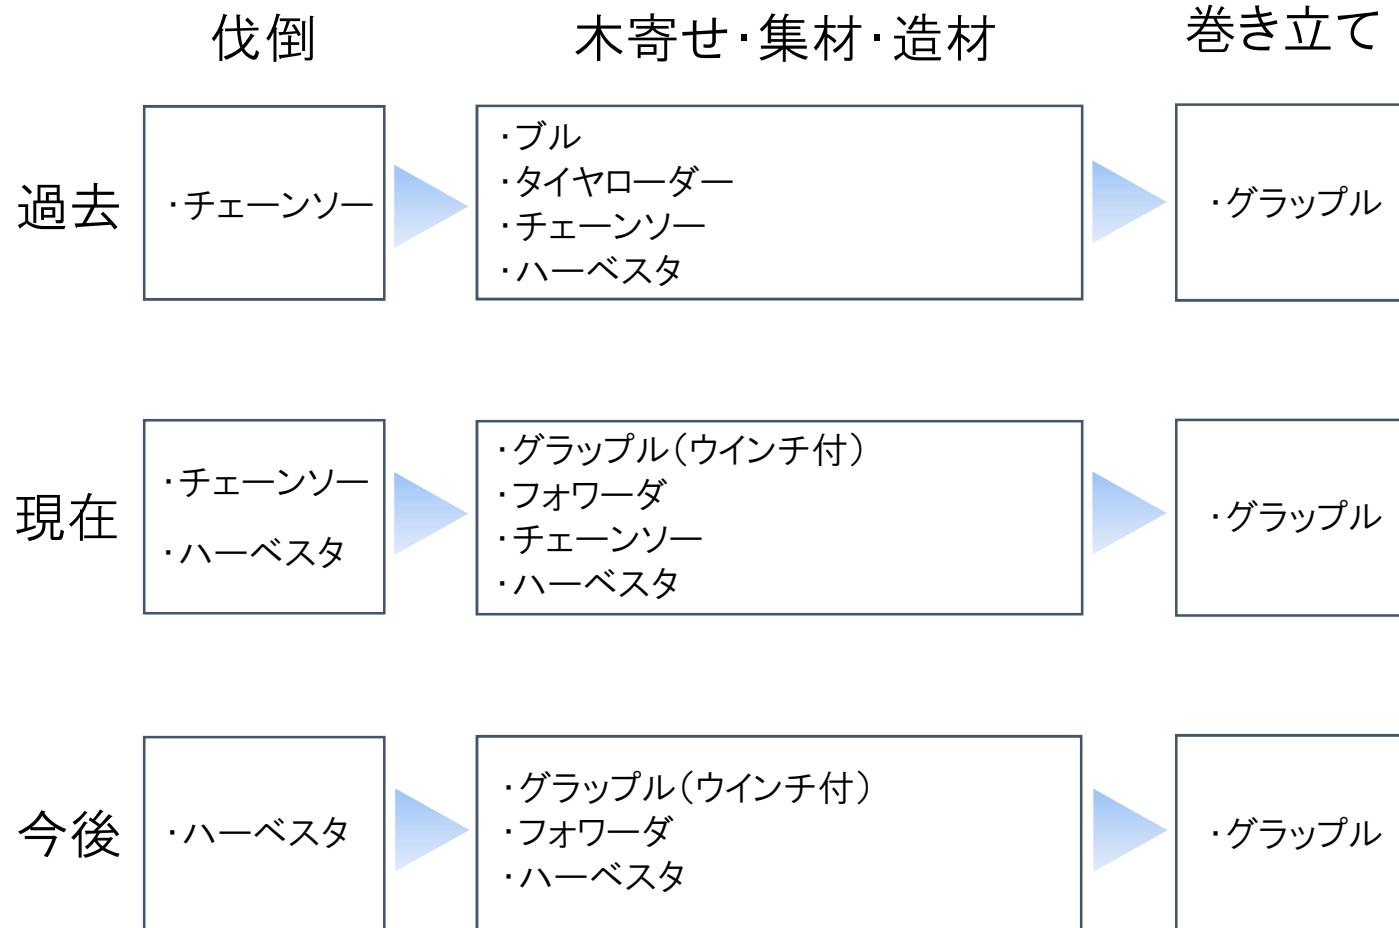 伐倒
木寄せ・集材・造材
巻き立て
過去
・チェーンソー
・ブル
・タイヤローダー
・チェーンソー
・ハーベスタ
・グラップル
現在
・チェーンソー
・ハーベスタ
・グラップル（ウインチ付）
・フォワーダ
・チェーンソー
・ハーベスタ
・グラップル
今後
・ハーベスタ
・グラップル（ウインチ付）
・フォワーダ
・ハーベスタ
・グラップル